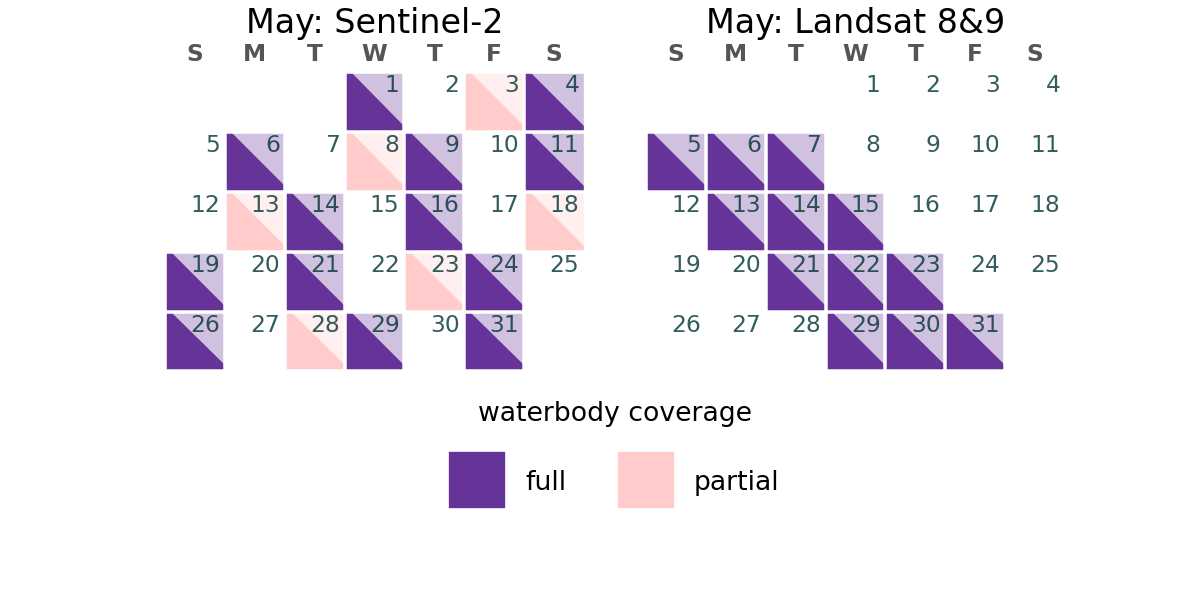 May: Sentinel-2
S M T W T F S
1 2 3 4
5 6 7 8 9 10 11
12 13 14 15 16 17 18
19 20 21 22 23 24 25
26 27 28 29 30 31
May: Landsat 8&9
S M T W T F S
1 2 3 4
5 6 7 8 9 10 11
12 13 14 15 16 17 18
19 20 21 22 23 24 25
26 27 28 29 30 31
waterbody coverage
full
partial